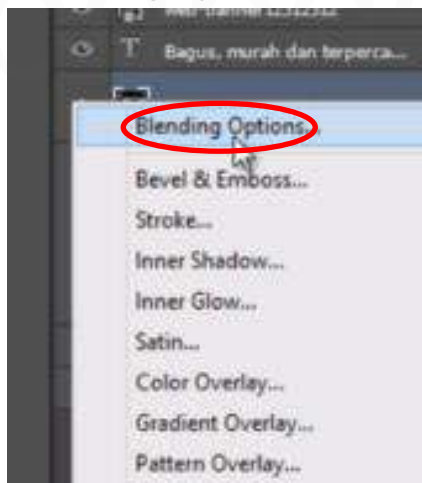 T Bagus, murah dan terperca...
Blending Options...
Bevel & Emboss...
Stroke...
Inner Shadow...
Inner Glow...
Satin...
Color Overlay...
Gradient Overlay...
Pattern Overlay...